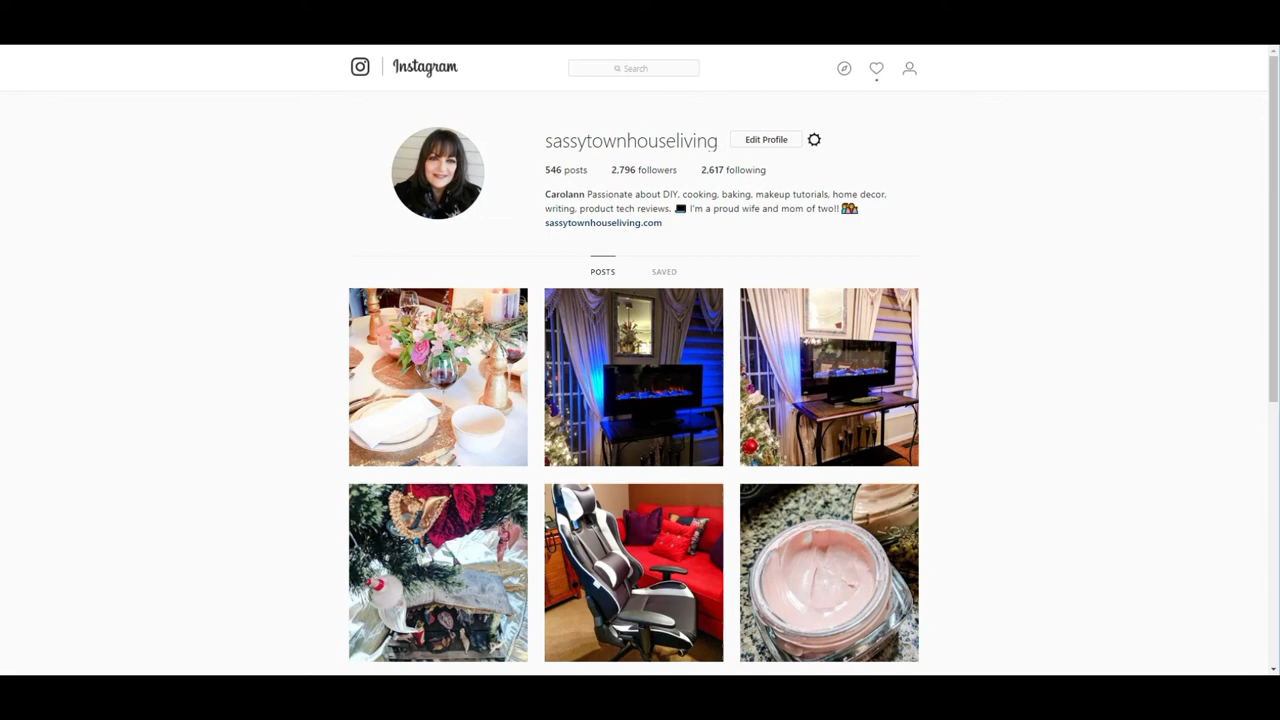 Instagram
Search
sassytownhouseliving Edit Profile
546 posts 2,796 followers 2,617 following
Carolann Passionate about DIY, cooking, baking, makeup tutorials, home decor,
writing, product tech reviews. 💻 I'm a proud wife and mom of two!! 👪
sassytownhouseliving.com
POSTS SAVED